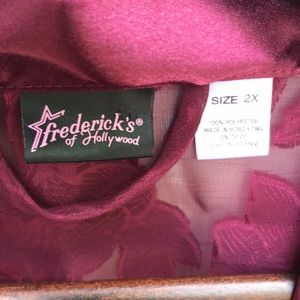 frederick's
of Hollywood
SIZE 2X
100% POLYESTER
MADE IN HONG KONG